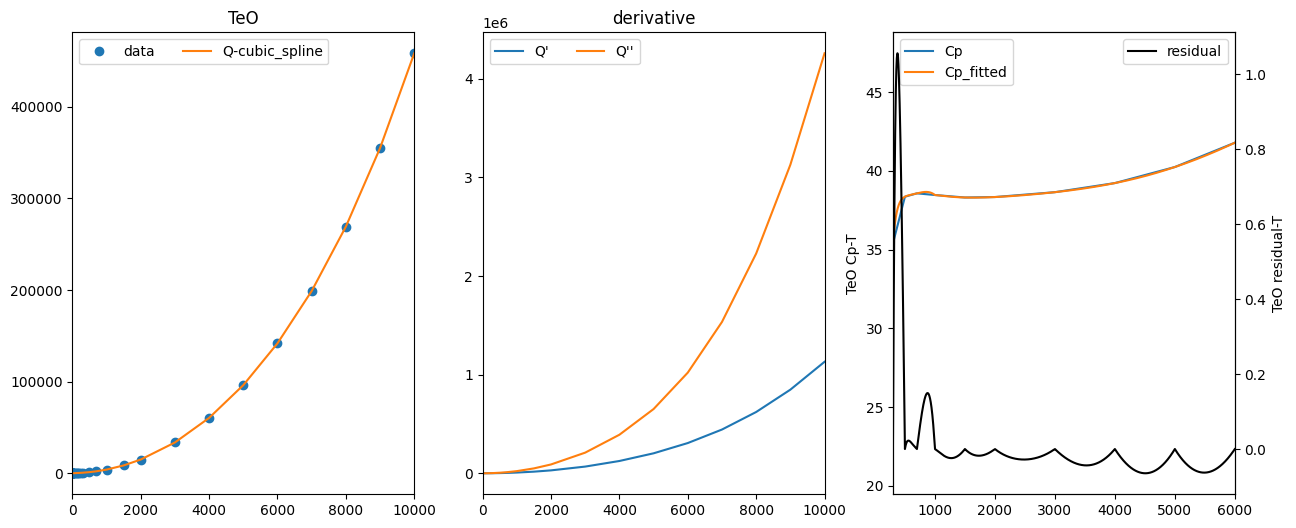 TeO
data
Q-cubic_spline
400000
300000
200000
100000
0
0 2000 4000 6000 8000 10000
derivative
1e6
Q'
Q''
4
3
2
1
0
0 2000 4000 6000 8000 10000
Cp
Cp_fitted
residual
TeO Cp-T
45
40
35
30
25
20
1000 2000 3000 4000 5000 6000
1.0
0.8
0.6
0.4
0.2
0.0
TeO residual-T